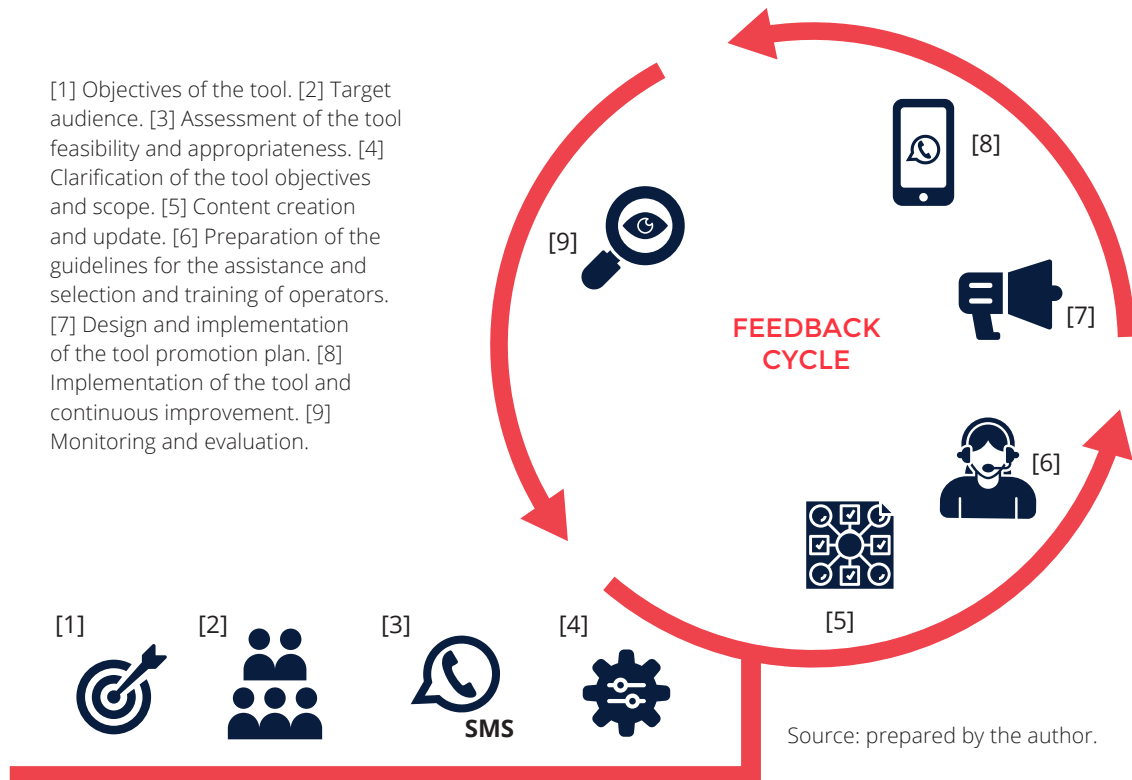 [1] Objectives of the tool. [2] Target
audience. [3] Assessment of the tool
feasibility and appropriateness. [4]
Clarification of the tool objectives
and scope. [5] Content creation
and update. [6] Preparation of the
guidelines for the assistance and
selection and training of operators.
[7] Design and implementation
of the tool promotion plan. [8]
Implementation of the tool and
continuous improvement. [9]
Monitoring and evaluation.
[8]
[9]
[7]
FEEDBACK
CYCLE
[6]
[5]
[1]
[2]
[3]
[4]
SMS
Source: prepared by the author.